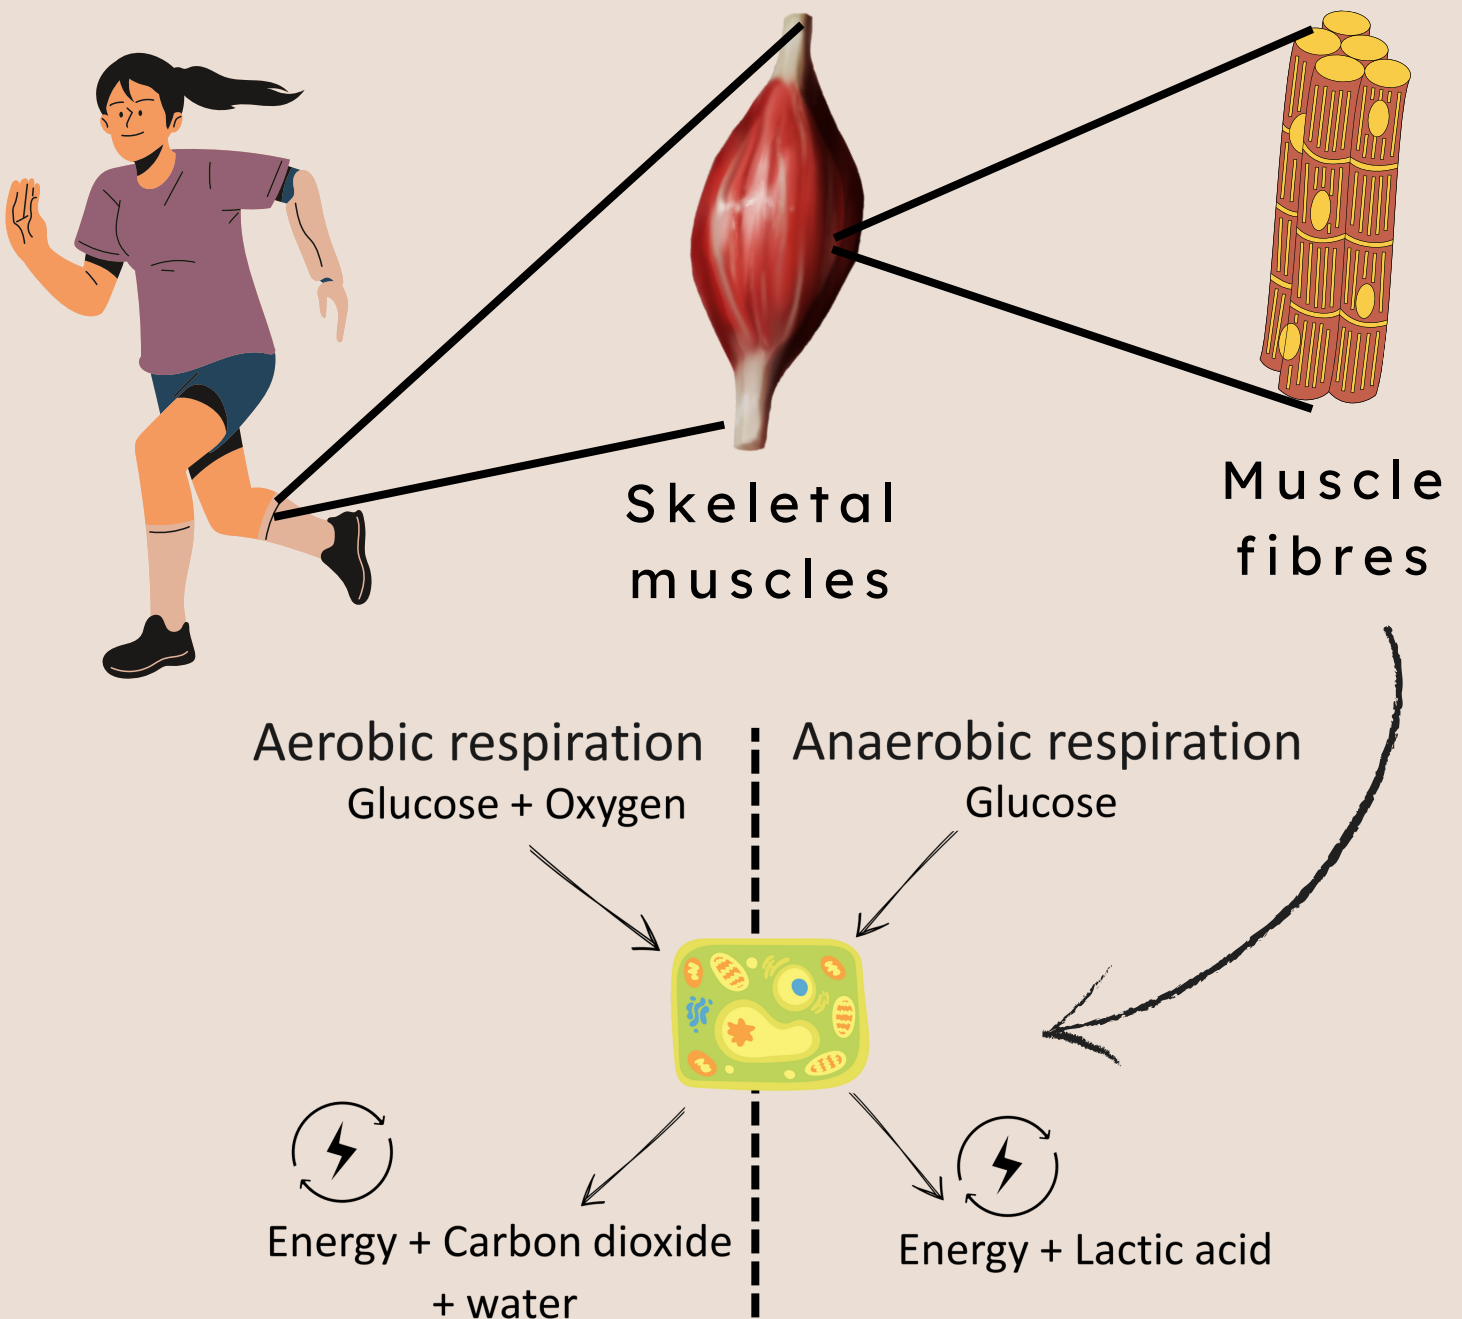 Skeletal
muscles
Muscle
fibres
Aerobic respiration
Glucose + Oxygen
Anaerobic respiration
Glucose
Energy + Carbon dioxide
+ water
Energy + Lactic acid